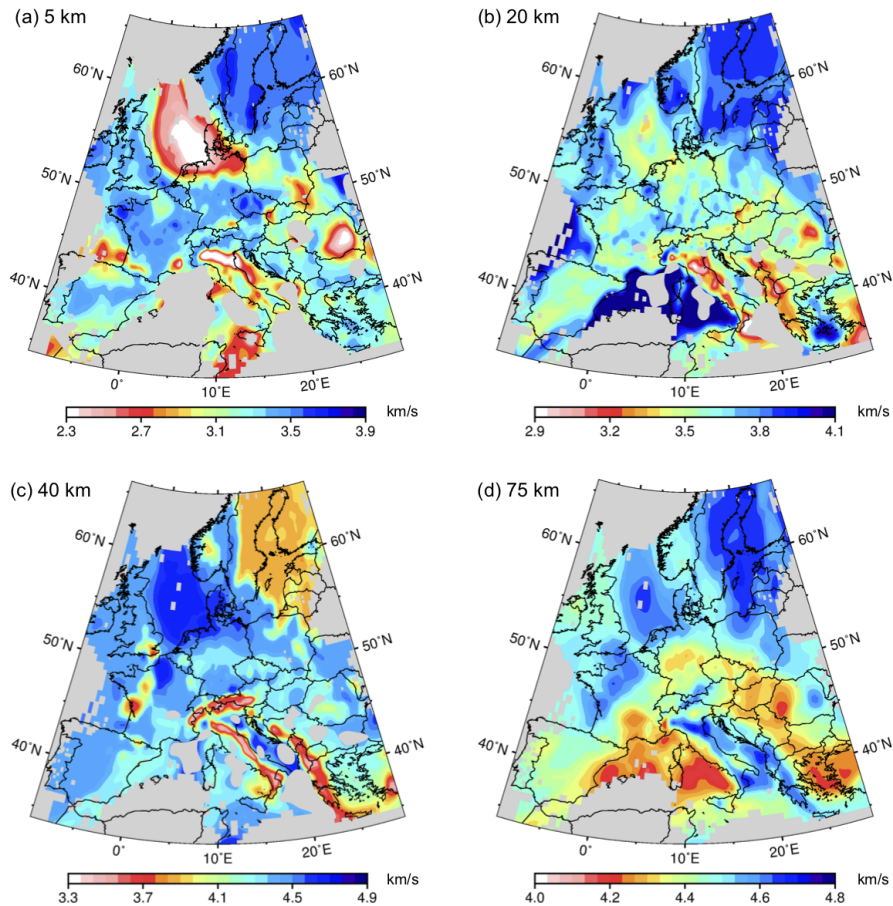 (a) 5 km
(b) 20 km
60°N
60°N
60°N
60°N
50°N
50°N
50°N
50°N
40°N
40°N
40°N
40°N
0°
10°E
20°E
0°
10°E
20°E
km/s
km/s
2.3 2.7 3.1 3.5 3.9
2.9 3.2 3.5 3.8 4.1
(c) 40 km
(d) 75 km
60°N
60°N
60°N
60°N
50°N
50°N
50°N
50°N
40°N
40°N
40°N
40°N
0°
10°E
20°E
0°
10°E
20°E
km/s
km/s
3.3 3.7 4.1 4.5 4.9
4.0 4.2 4.4 4.6 4.8